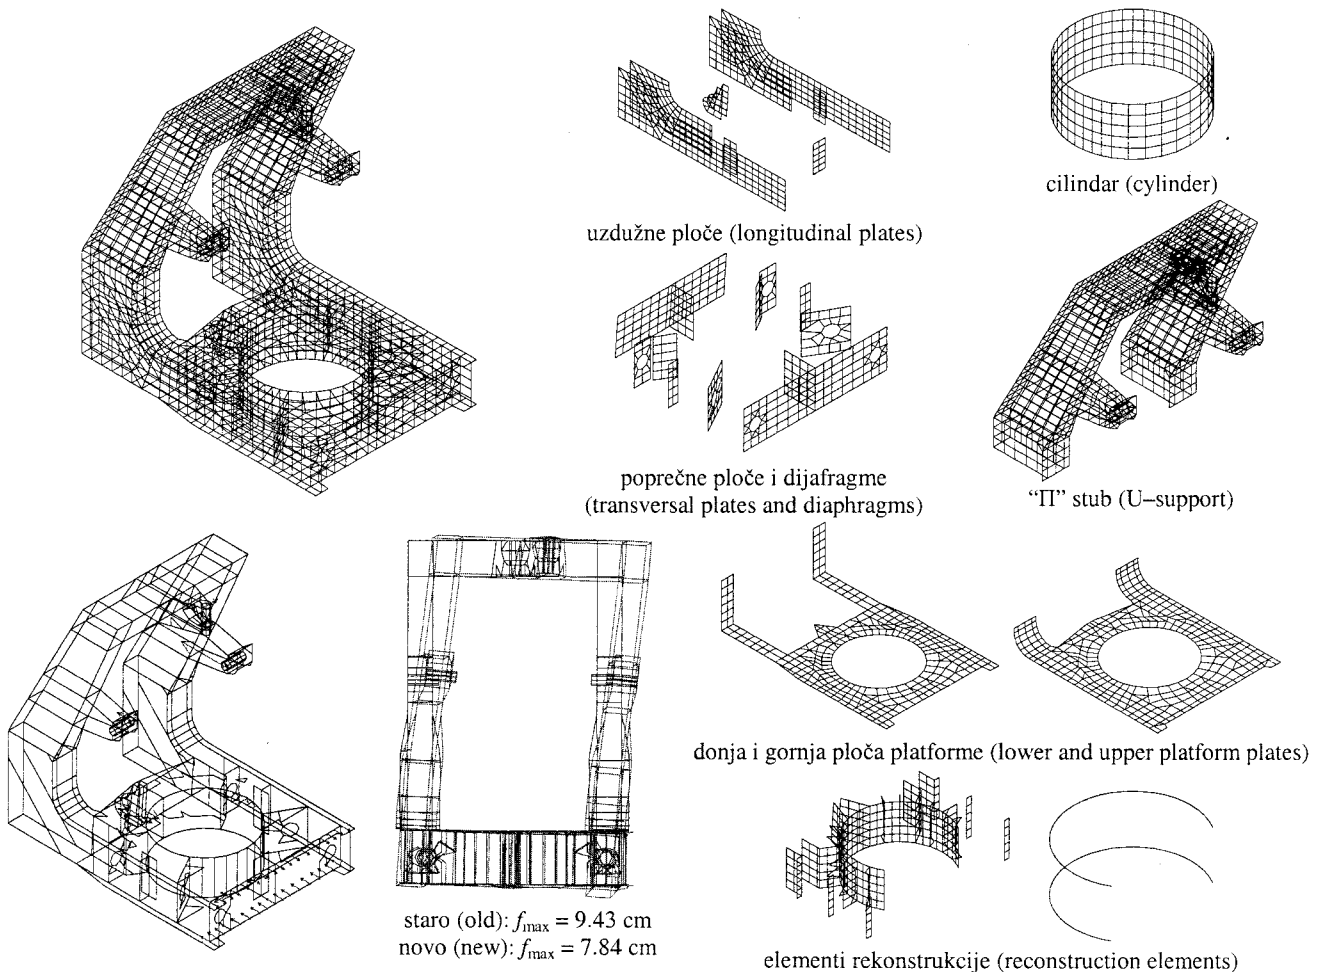 uzdužne ploče (longitudinal plates)
cilindar (cylinder)
poprečne ploče i dijafragme
(transversal plates and diaphragms)
“Π” stub (U–support)
donja i gornja ploča platforme (lower and upper platform plates)
staro (old): fmax = 9.43 cm
novo (new): fmax = 7.84 cm
elementi rekonstrukcije (reconstruction elements)